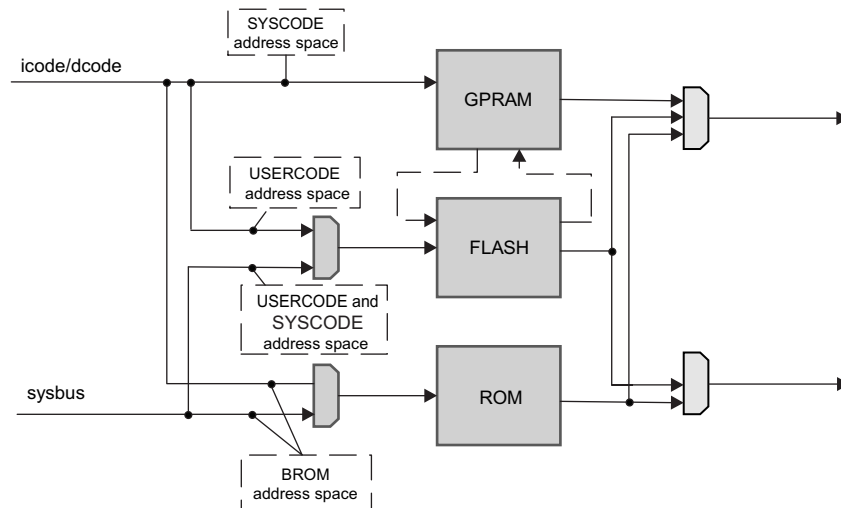 SYSCODE
address space
icode/dcode
GPRAM
USERCODE
address space
FLASH
USERCODE and
SYSCODE
address space
sysbus
ROM
BROM
address space